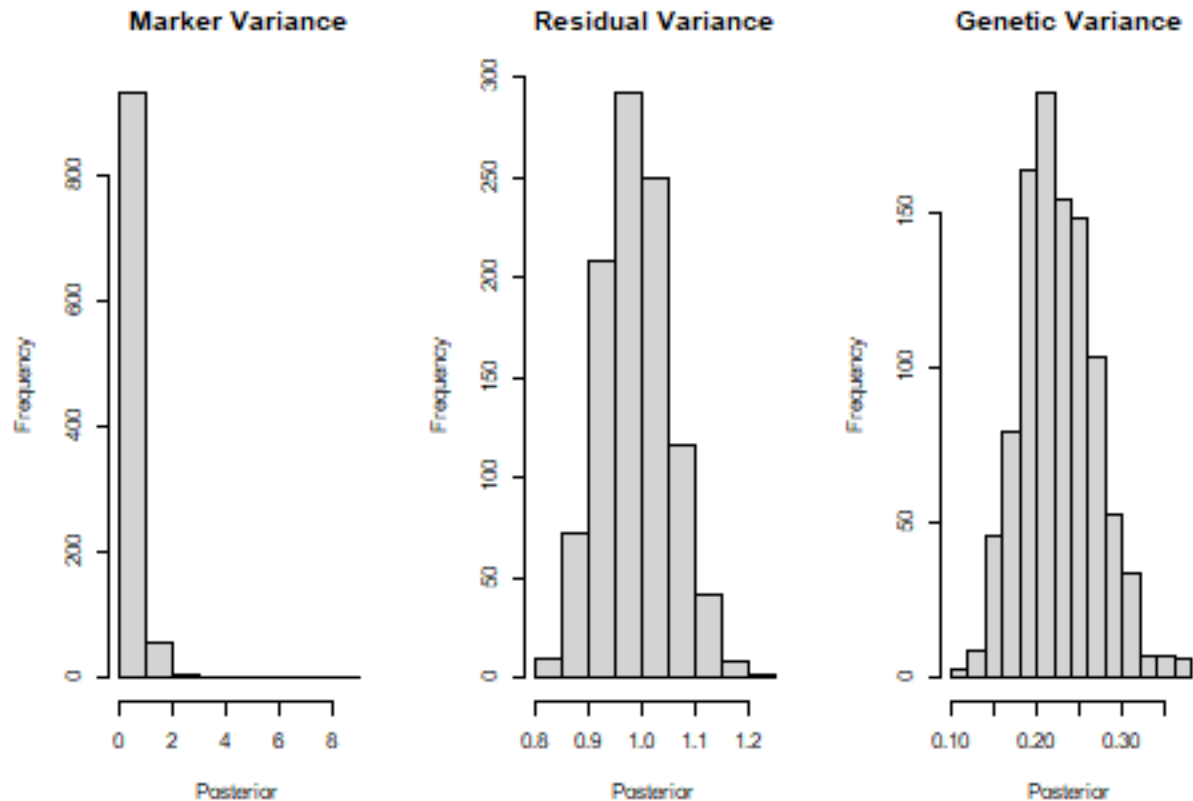 Marker Variance
Frequency
0 200 400 600 800
0 2 4 6 8
Posterior
Residual Variance
Frequency
0 50 100 150 200 250 300
0.8 0.9 1.0 1.1 1.2
Posterior
Genetic Variance
Frequency
0 50 100 150
0.10 0.20 0.30
Posterior